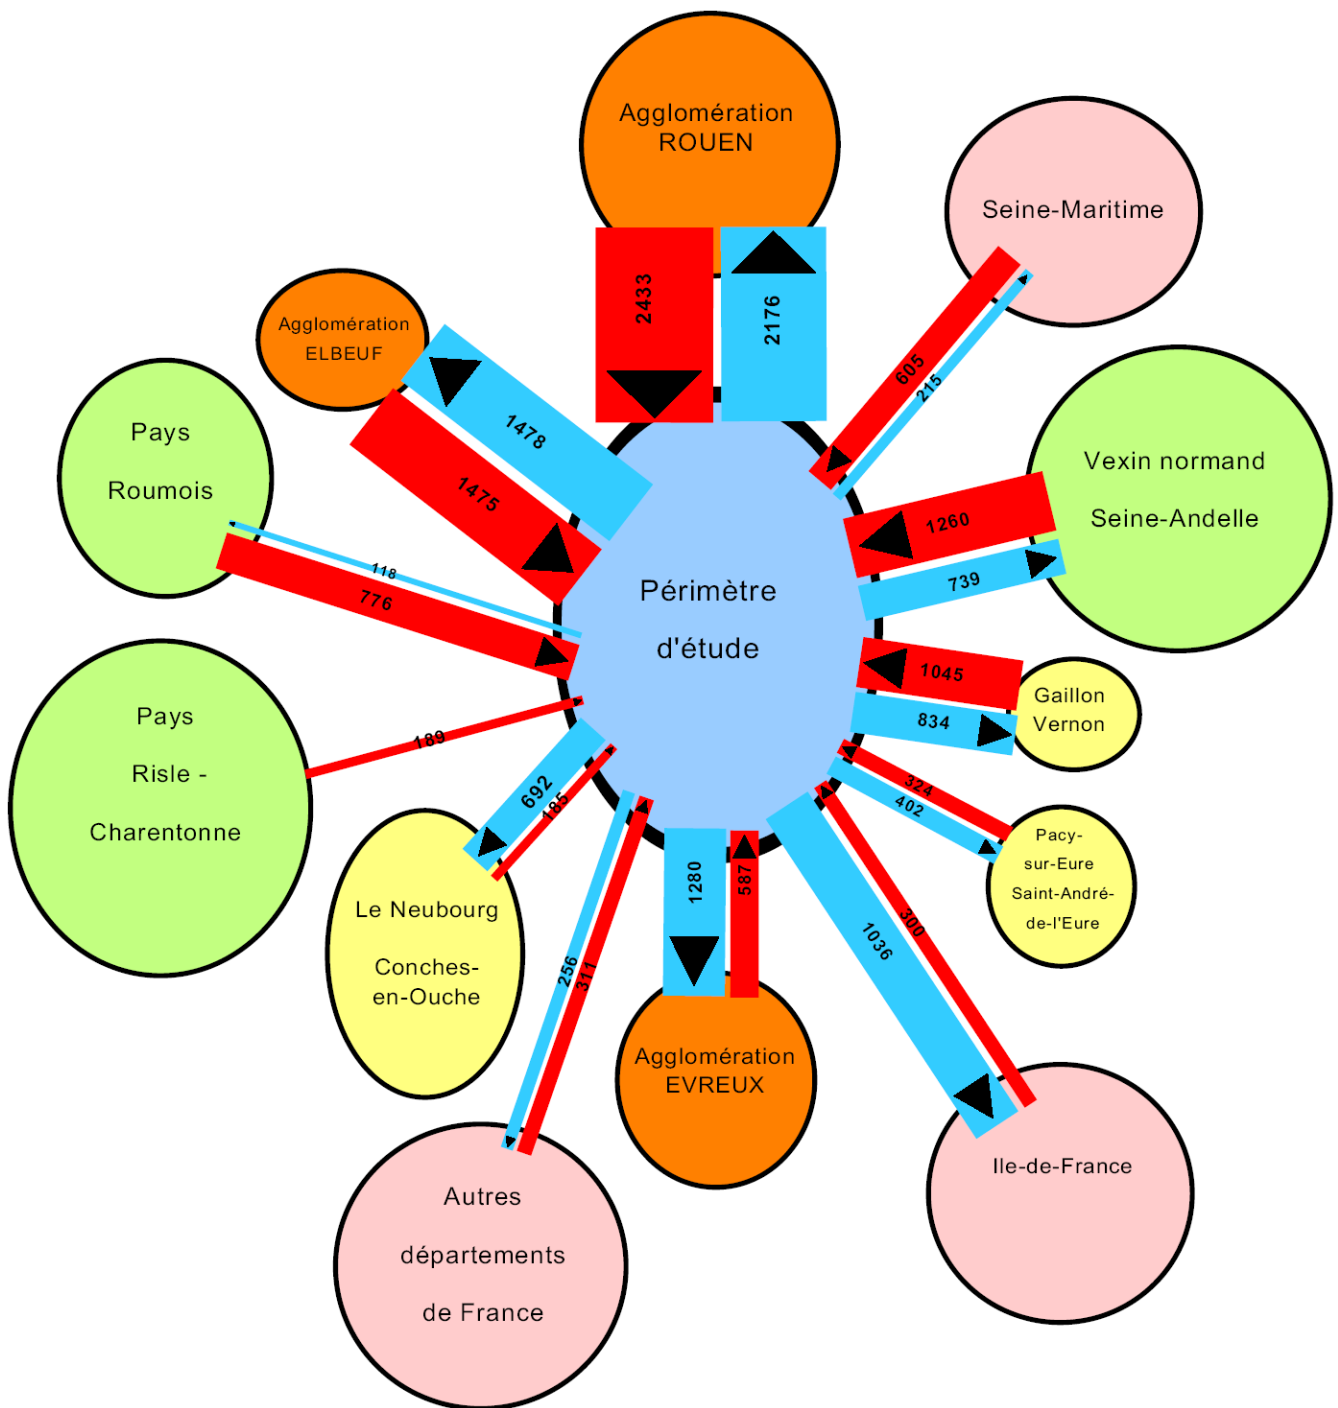 Agglomération
ROUEN
Seine-Maritime
2433
2176
Agglomération
ELBEUF
605
215
1478
1475
Pays
Roumois
Vexin normand
Seine-Andelle
1260
739
118
776
Périmètre
d'étude
1045
834
Gaillon
Vernon
Pays
Risle -
Charentonne
189
692
185
324
402
Pacy-
sur-Eure
Saint-André-
de-l'Eure
1280
587
Le Neubourg
Conches-
en-Ouche
256
311
1036
300
Agglomération
EVREUX
Autres
départements
de France
Ile-de-France